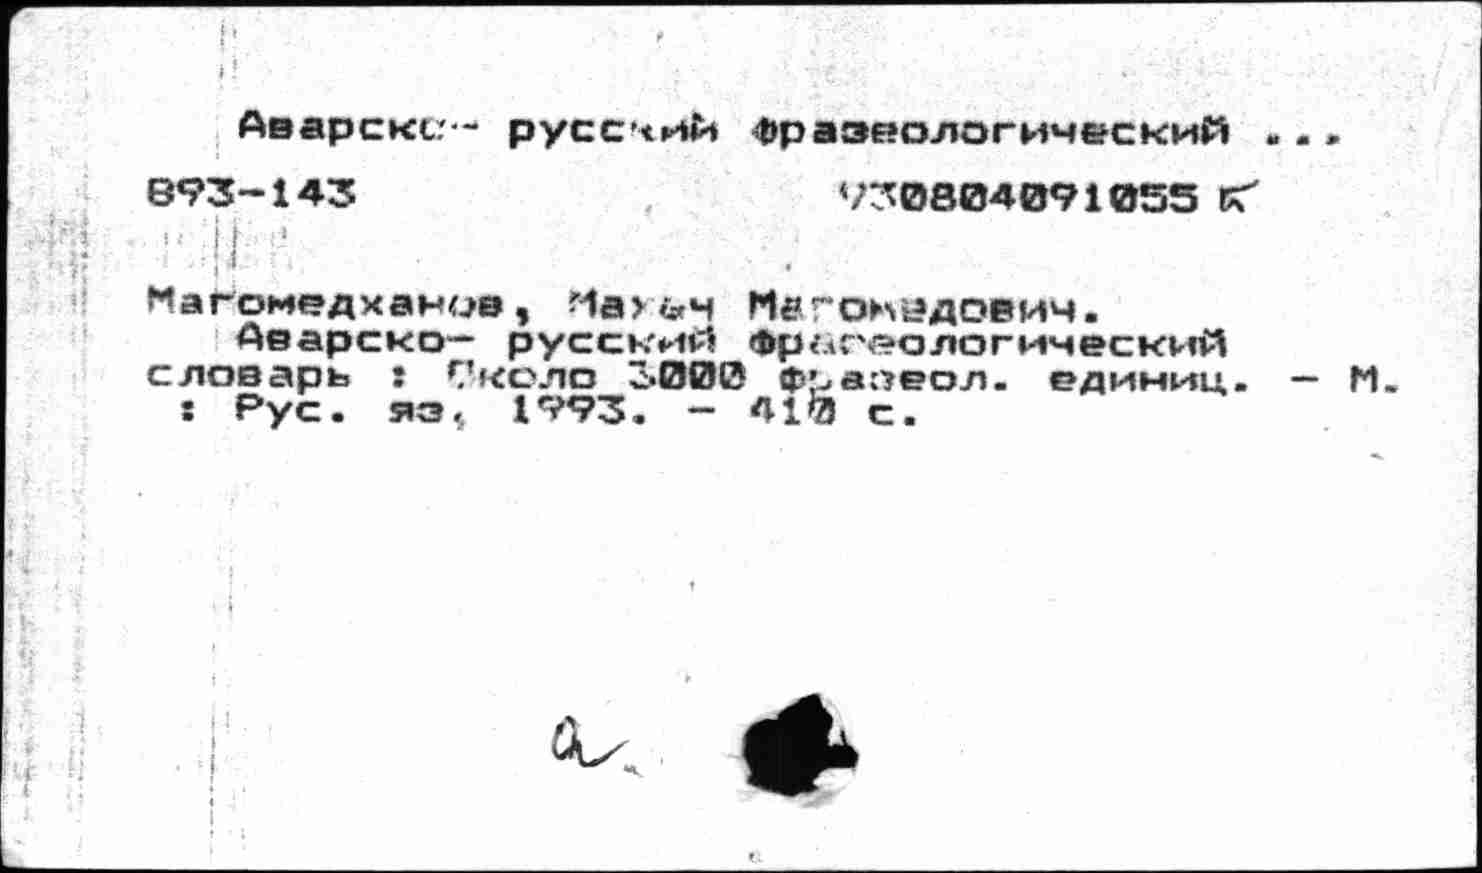 Аварско- русский фразеологический ...
В93-143 930804091055 К
Магомедханов, Махач Магомедович.
Аварско- русский фразеологический
словарь : Около 3000 фразеол. единиц. - М.
: Рус. яз, 1993. - 410 с.
а